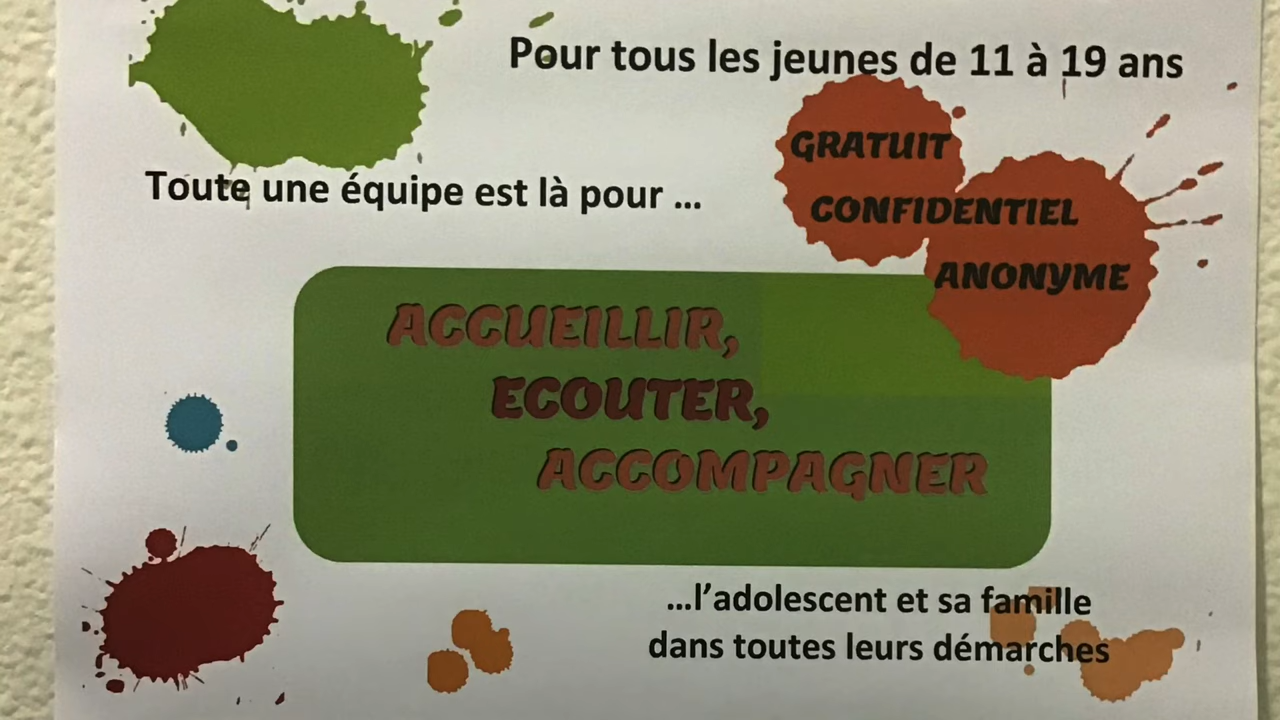 Pour tous les jeunes de 11 à 19 ans
GRATUIT
CONFIDENTIEL
ANONYME
Toute une équipe est là pour ...
ACCUEILLIR,
ECOUTER,
ACCOMPAGNER
...l’adolescent et sa famille
dans toutes leurs démarches